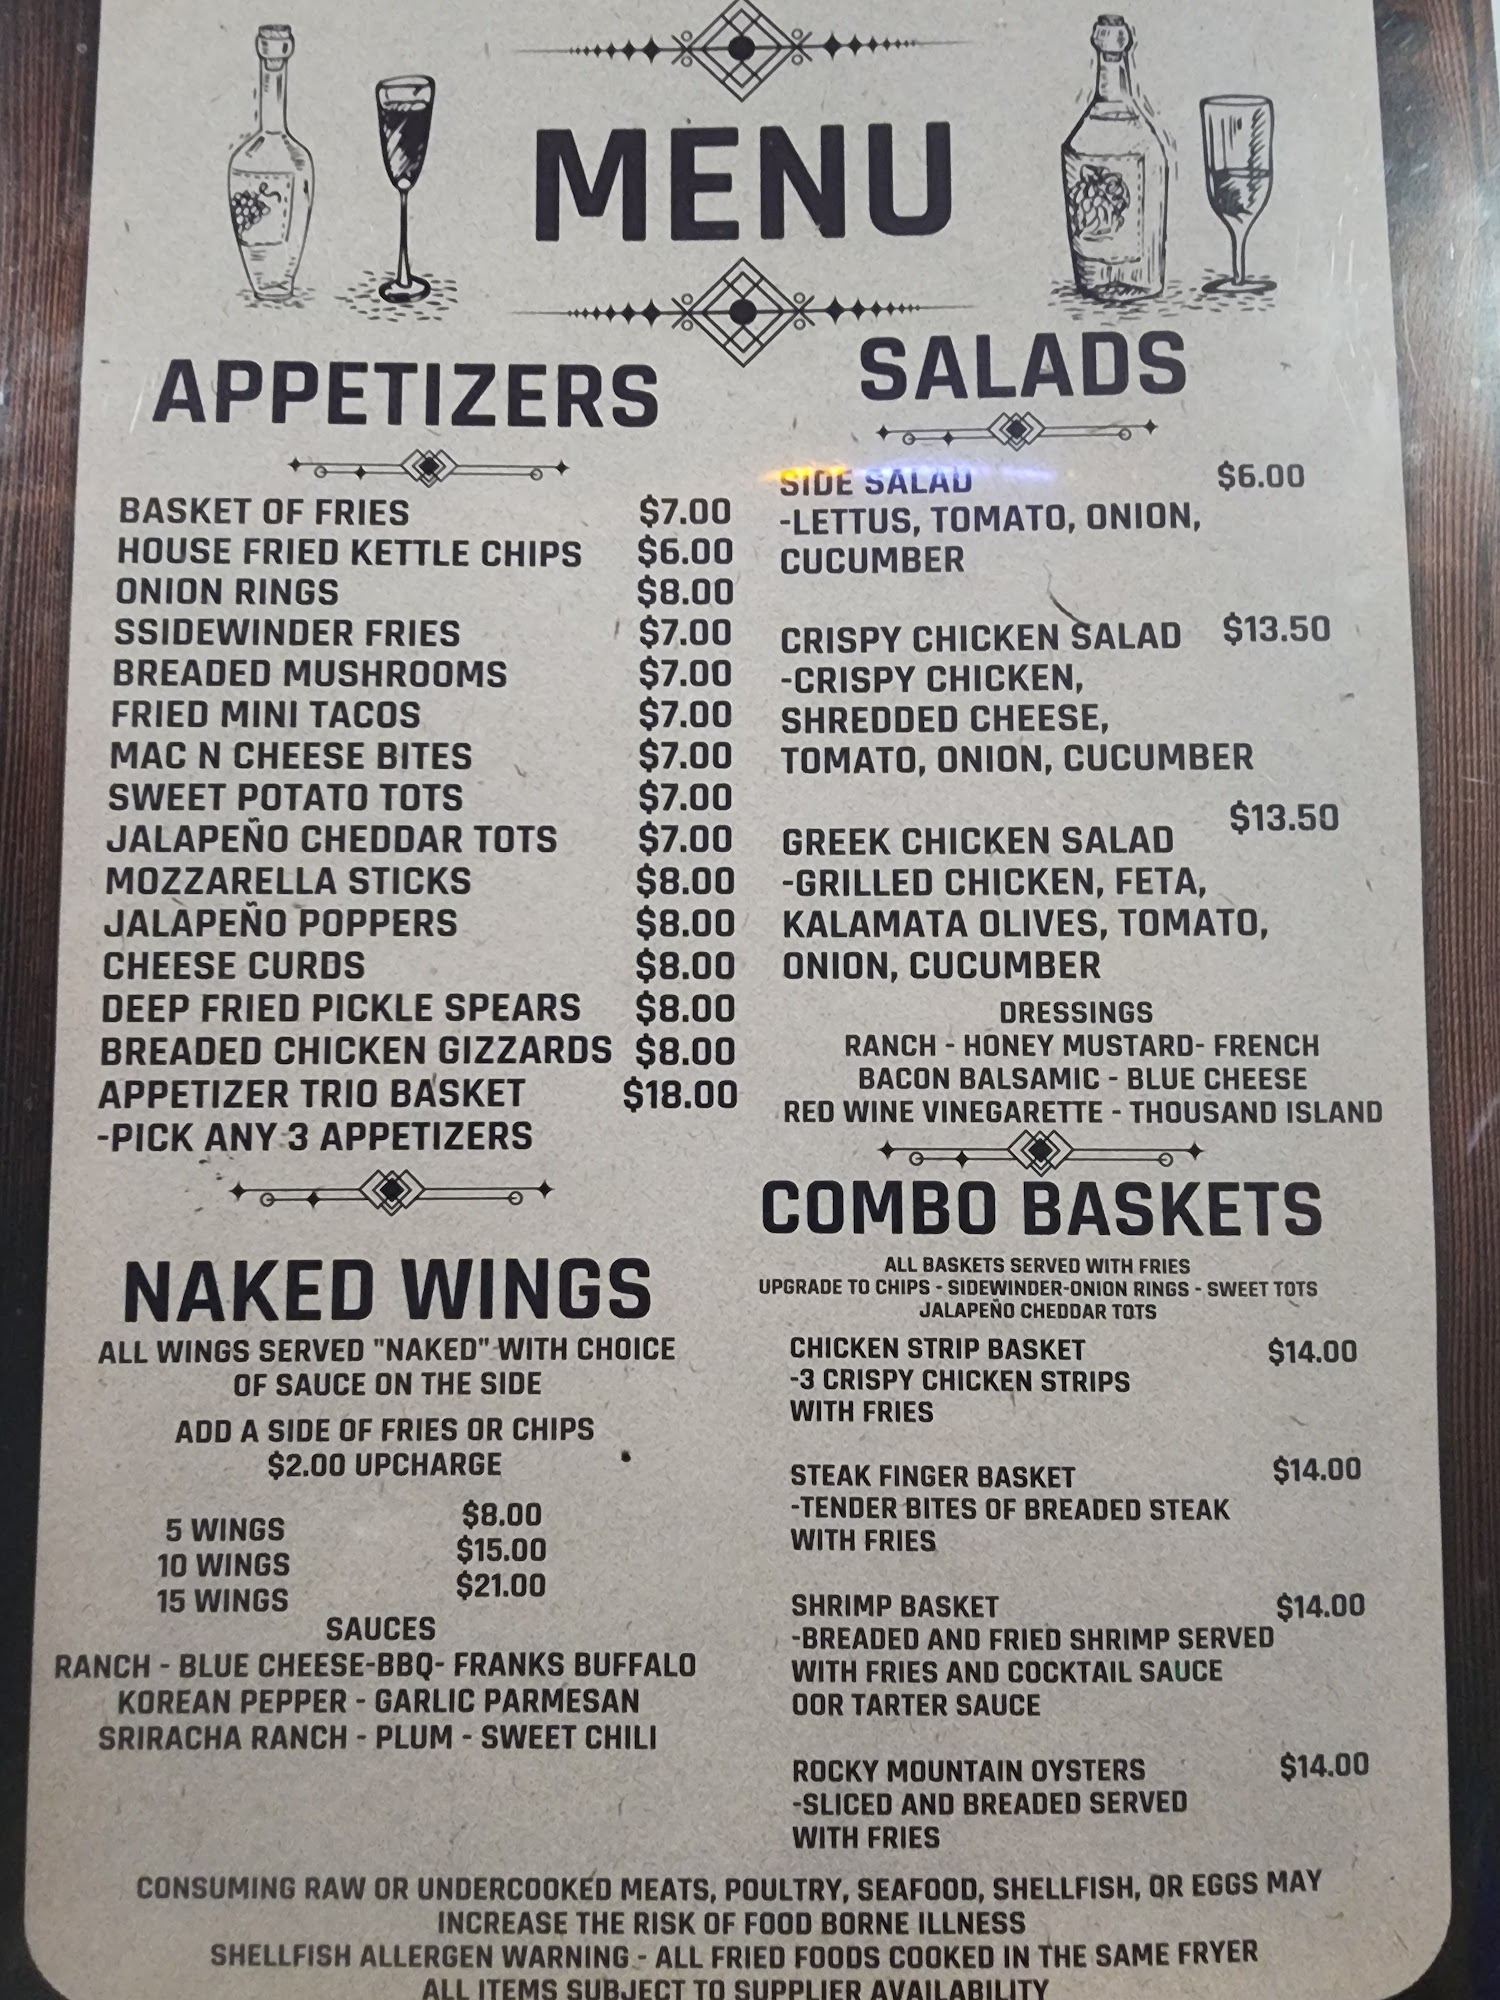 MENU
APPETIZERS
BASKET OF FRIES $7.00
HOUSE FRIED KETTLE CHIPS $6.00
ONION RINGS $8.00
SSIDEWINDER FRIES $7.00
BREADED MUSHROOMS $7.00
FRIED MINI TACOS $7.00
MAC N CHEESE BITES $7.00
SWEET POTATO TOTS $7.00
JALAPEÑO CHEDDAR TOTS $7.00
MOZZARELLA STICKS $8.00
JALAPEÑO POPPERS $8.00
CHEESE CURDS $8.00
DEEP FRIED PICKLE SPEARS $8.00
BREADED CHICKEN GIZZARDS $8.00
APPETIZER TRIO BASKET $18.00
-PICK ANY 3 APPETIZERS
NAKED WINGS
ALL WINGS SERVED "NAKED" WITH CHOICE
OF SAUCE ON THE SIDE
ADD A SIDE OF FRIES OR CHIPS
$2.00 UPCHARGE
5 WINGS $8.00
10 WINGS $15.00
15 WINGS $21.00
SAUCES
RANCH - BLUE CHEESE-BBQ- FRANKS BUFFALO
KOREAN PEPPER - GARLIC PARMESAN
SRIRACHA RANCH - PLUM - SWEET CHILI
SALADS
SIDE SALAD $6.00
-LETTUS, TOMATO, ONION,
CUCUMBER
CRISPY CHICKEN SALAD $13.50
-CRISPY CHICKEN,
SHREDDED CHEESE,
TOMATO, ONION, CUCUMBER
GREEK CHICKEN SALAD $13.50
-GRILLED CHICKEN, FETA,
KALAMATA OLIVES, TOMATO,
ONION, CUCUMBER
DRESSINGS
RANCH - HONEY MUSTARD- FRENCH
BACON BALSAMIC - BLUE CHEESE
RED WINE VINEGARETTE - THOUSAND ISLAND
COMBO BASKETS
ALL BASKETS SERVED WITH FRIES
UPGRADE TO CHIPS - SIDEWINDER-ONION RINGS - SWEET TOTS
JALAPEÑO CHEDDAR TOTS
CHICKEN STRIP BASKET $14.00
-3 CRISPY CHICKEN STRIPS
WITH FRIES
STEAK FINGER BASKET $14.00
-TENDER BITES OF BREADED STEAK
WITH FRIES
SHRIMP BASKET $14.00
-BREADED AND FRIED SHRIMP SERVED
WITH FRIES AND COCKTAIL SAUCE
OOR TARTER SAUCE
ROCKY MOUNTAIN OYSTERS $14.00
-SLICED AND BREADED SERVED
WITH FRIES
CONSUMING RAW OR UNDERCOOKED MEATS, POULTRY, SEAFOOD, SHELLFISH, OR EGGS MAY
INCREASE THE RISK OF FOOD BORNE ILLNESS
SHELLFISH ALLERGEN WARNING - ALL FRIED FOODS COOKED IN THE SAME FRYER
ALL ITEMS SUBJECT TO SUPPLIER AVAILABILITY